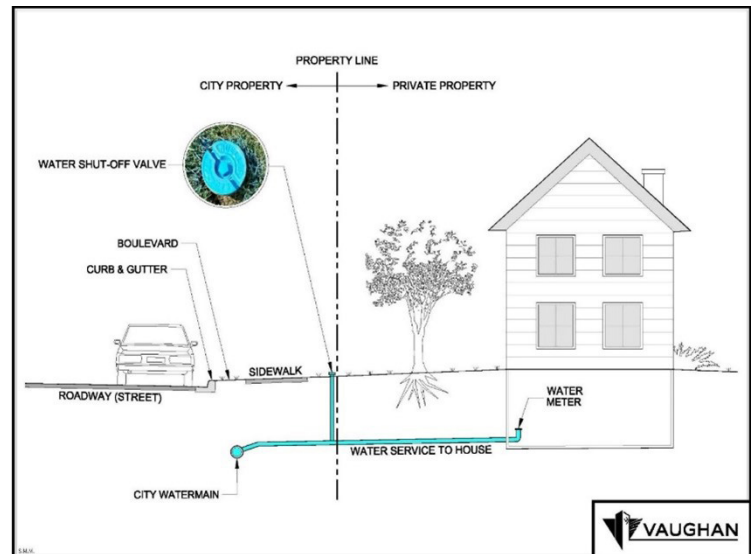 PROPERTY LINE
CITY PROPERTY
PRIVATE PROPERTY
WATER SHUT-OFF VALVE
BOULEVARD
CURB & GUTTER
SIDEWALK
ROADWAY (STREET)
WATER
METER
WATER SERVICE TO HOUSE
CITY WATERMAIN
VAUGHAN
S.M.H.